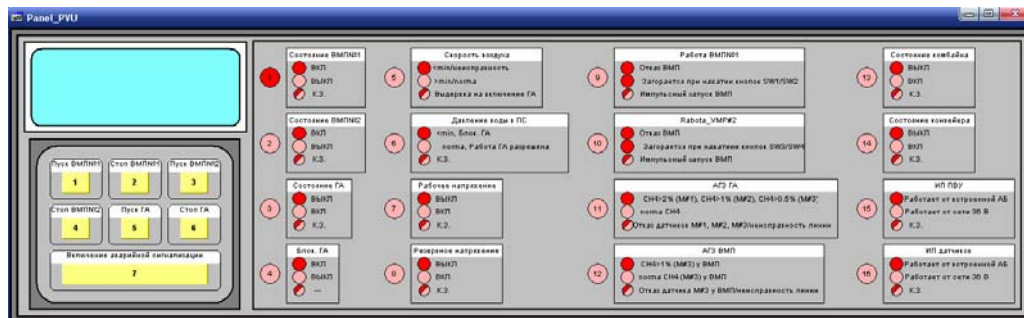 Panel_PVU
Пуск ВМП№1
1
Стоп ВМП№1
2
Пуск ВМП№2
3
Стоп ВМП№2
4
Пуск ГА
5
Стоп ГА
6
Включение аварийной сигнализации
7
1
Состояние ВМП№1
ВКЛ
ВЫКЛ
К.З.
2
Состояние ВМП№2
ВКЛ
ВЫКЛ
К.З.
3
Состояние ГА
ВЫКЛ
ВКЛ
К.З.
4
Блок. ГА
ВКЛ
ВЫКЛ
---
5
Скорость воздуха
<min/неисправность
>min/norma
Выдержка на включение ГА
6
Давление воды в ПС
<min, Блок. ГА
norma, Работа ГА разрешена
К.З.
7
Рабочее напряжение
ВЫКЛ
ВКЛ
К.З.
8
Резервное напряжение
ВЫКЛ
ВКЛ
К.З.
9
Работа ВМП№1
Отказ ВМП
Загорается при нажатии кнопок SW1/SW2
Импульсный запуск ВМП
10
Rabota_VMP#2
Отказ ВМП
Загорается при нажатии кнопок SW3/SW4
Импульсный запуск ВМП
11
АГЗ ГА
CH4>2% (М#1), CH4>1% (М#2), CH4>0.5% (М#3)
norma CH4
Отказ датчиков М#1, М#2, М#3/неисправность линии
12
АГЗ ВМП
CH4>1% (М#3) у ВМП
norma CH4 (М#3) у ВМП
Отказ датчика М#3 у ВМП/неисправность линии
13
Состояние комбайна
ВКЛ
ВЫКЛ
К.З.
14
Состояние конвейера
ВКЛ
ВЫКЛ
К.З.
15
ИП ПВУ
Работает от встроенной АБ
Работает от сети 36 В
К.З.
16
ИП датчиков
Работает от встроенной АБ
Работает от сети 36 В
К.З.